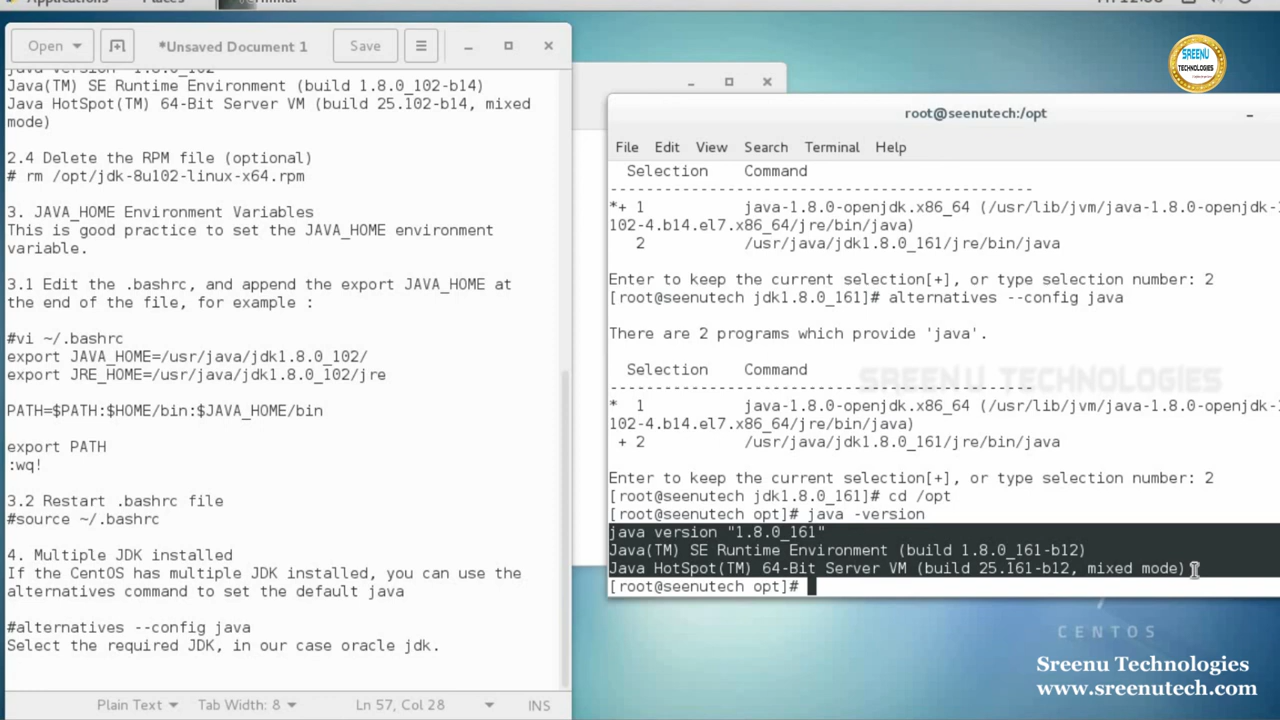 Applications
Places
Terminal
Open
*Unsaved Document 1
Save
java version "1.8.0_102"
Java(TM) SE Runtime Environment (build 1.8.0_102-b14)
Java HotSpot(TM) 64-Bit Server VM (build 25.102-b14, mixed
mode)
2.4 Delete the RPM file (optional)
# rm /opt/jdk-8u102-linux-x64.rpm
3. JAVA_HOME Environment Variables
This is good practice to set the JAVA_HOME environment
variable.
3.1 Edit the .bashrc, and append the export JAVA_HOME at
the end of the file, for example :
#vi ~/.bashrc
export JAVA_HOME=/usr/java/jdk1.8.0_102/
export JRE_HOME=/usr/java/jdk1.8.0_102/jre
PATH=$PATH:$HOME/bin:$JAVA_HOME/bin
export PATH
:wq!
3.2 Restart .bashrc file
#source ~/.bashrc
4. Multiple JDK installed
If the CentOS has multiple JDK installed, you can use the
alternatives command to set the default java
#alternatives --config java
Select the required JDK, in our case oracle jdk.
Plain Text
Tab Width: 8
Ln 57, Col 28
INS
SREENU
TECHNOLOGIES
root@seenutech:/opt
File Edit View Search Terminal Help
Selection Command
-----------------------------------------------
*+ 1 java-1.8.0-openjdk.x86_64 (/usr/lib/jvm/java-1.8.0-openjdk-1
102-4.b14.el7.x86_64/jre/bin/java)
2 /usr/java/jdk1.8.0_161/jre/bin/java
Enter to keep the current selection[+], or type selection number: 2
[root@seenutech jdk1.8.0_161]# alternatives --config java
There are 2 programs which provide 'java'.
Selection Command
-----------------------------------------------
* 1 java-1.8.0-openjdk.x86_64 (/usr/lib/jvm/java-1.8.0-openjdk-1
102-4.b14.el7.x86_64/jre/bin/java)
+ 2 /usr/java/jdk1.8.0_161/jre/bin/java
Enter to keep the current selection[+], or type selection number: 2
[root@seenutech jdk1.8.0_161]# cd /opt
[root@seenutech opt]# java -version
java version "1.8.0_161"
Java(TM) SE Runtime Environment (build 1.8.0_161-b12)
Java HotSpot(TM) 64-Bit Server VM (build 25.161-b12, mixed mode)
[root@seenutech opt]#
SREENU TECHNOLOGIES
CENTOS
Sreenu Technologies
www.sreenutech.com